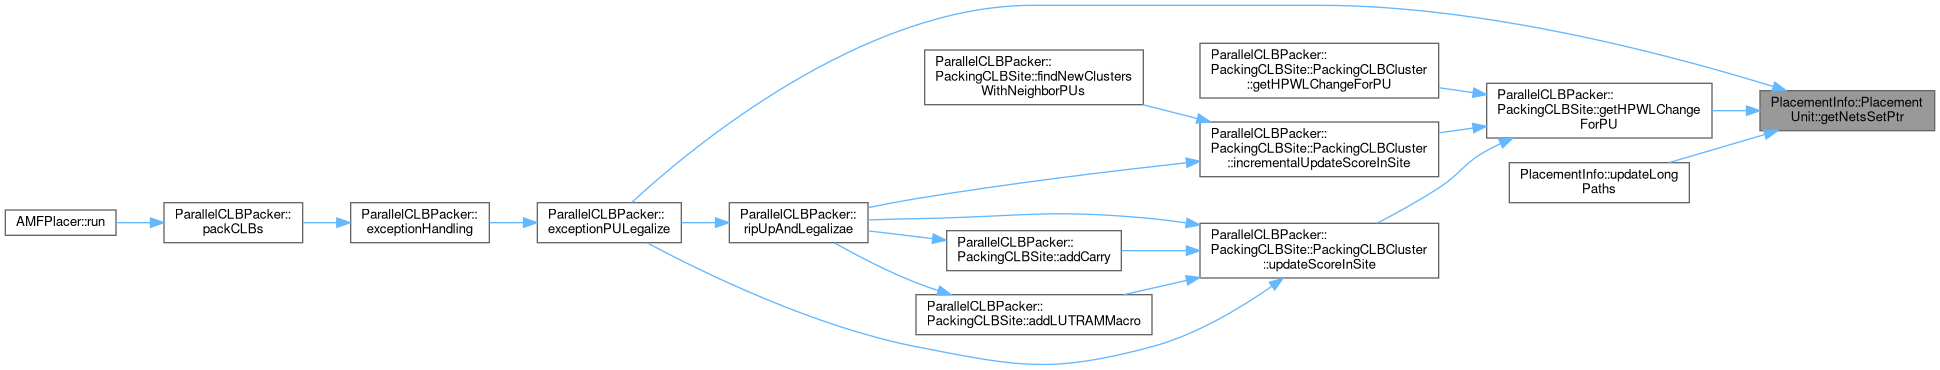 AMFPlacer::run
ParallelCLBPacker::
packCLBs
ParallelCLBPacker::
exceptionHandling
ParallelCLBPacker::
exceptionPULegalize
ParallelCLBPacker::
ripUpAndLegalizae
ParallelCLBPacker::
PackingCLBSite::findNewClusters
WithNeighborPUs
ParallelCLBPacker::
PackingCLBSite::addCarry
ParallelCLBPacker::
PackingCLBSite::addLUTRAMMacro
ParallelCLBPacker::
PackingCLBSite::PackingCLBCluster
::getHPWLChangeForPU
ParallelCLBPacker::
PackingCLBSite::PackingCLBCluster
::incrementalUpdateScoreInSite
ParallelCLBPacker::
PackingCLBSite::PackingCLBCluster
::updateScoreInSite
ParallelCLBPacker::
PackingCLBSite::getHPWLChange
ForPU
PlacementInfo::updateLong
Paths
PlacementInfo::Placement
Unit::getNetsSetPtr